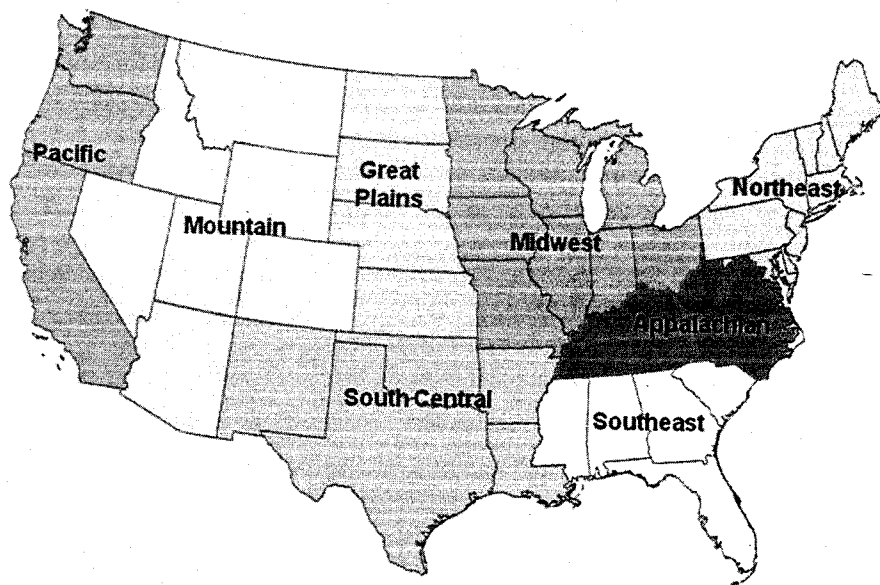 Pacific
Great
Plains
Northeast
Mountain
Midwest
Appalachian
South Central
Southeast